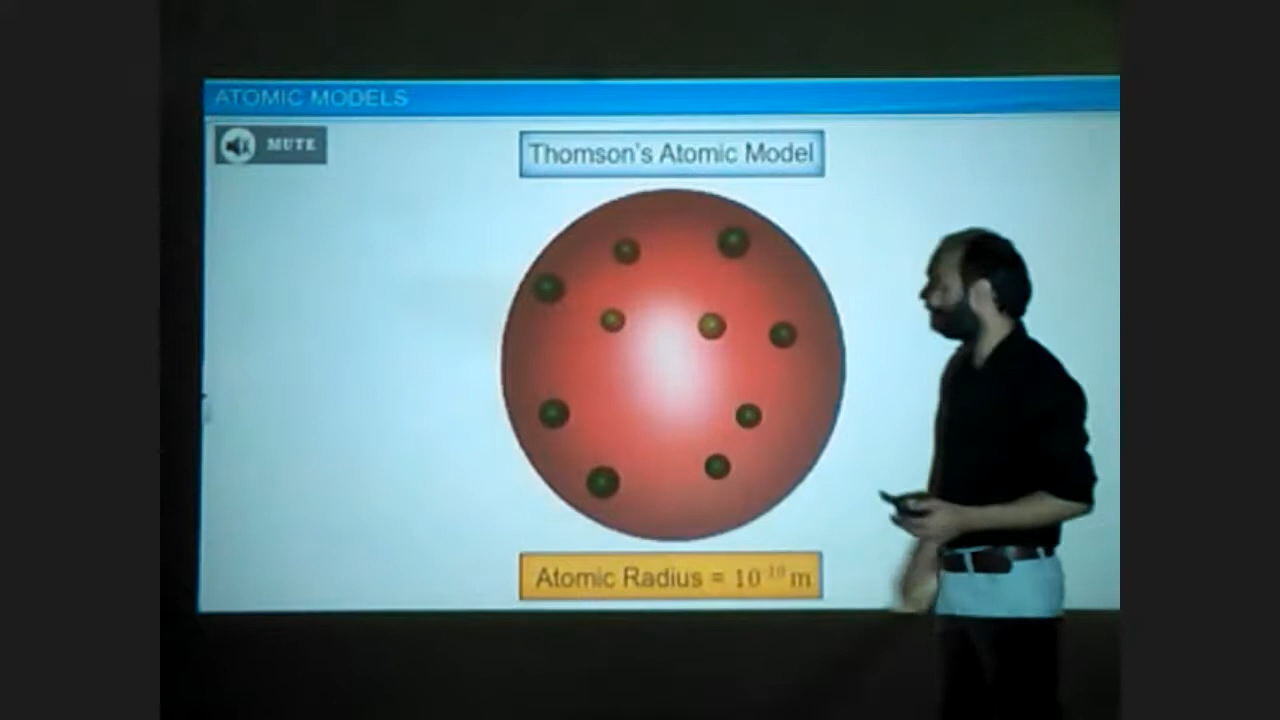 ATOMIC MODELS
MUTE
Thomson's Atomic Model
Atomic Radius = 10⁻¹⁰ m